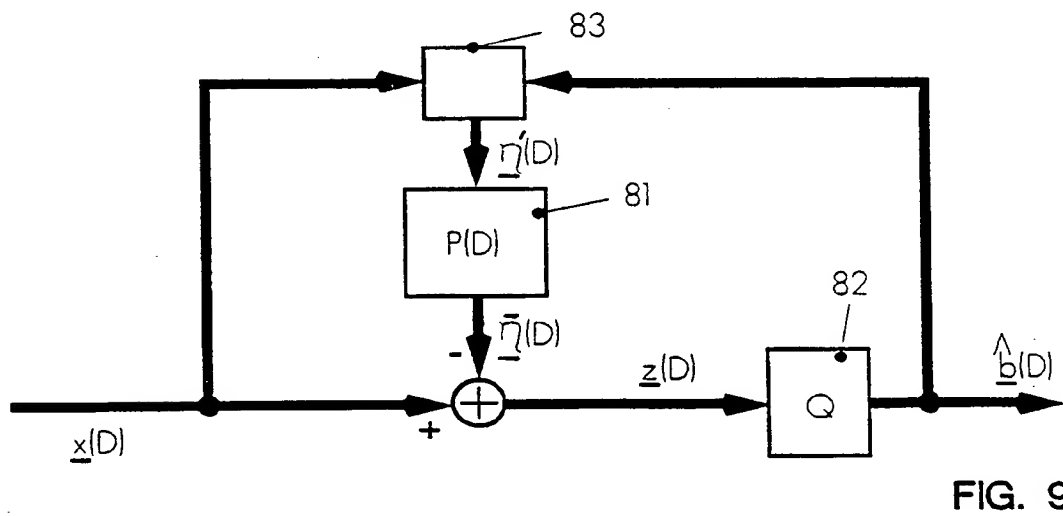 83
η'(D)
81
P(D)
η̄(D)
-
82
z(D)
b̂(D)
+
Q
+
x(D)
FIG. 9